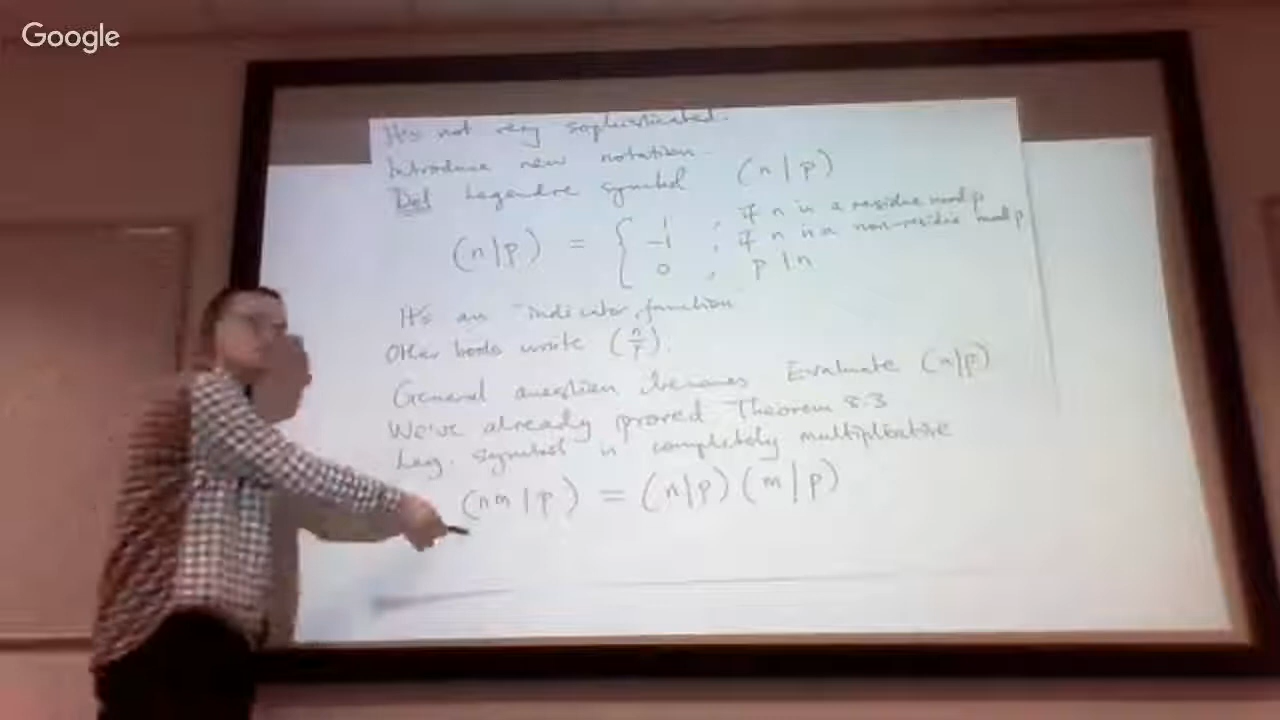 Google
It's not very sophisticated.
Introduce new notation.
Def Legendre symbol (n|p)
(n|p) = { 1 , if n is a residue mod p
-1 , if n is a non-residue mod p
0 , p|n
It's an "indicator function
Other books write (n/p).
General question becomes Evaluate (n|p)
We've already proved Theorem 8.3
Leg. symbol is completely multiplicative
(nm|p) = (n|p)(m|p)